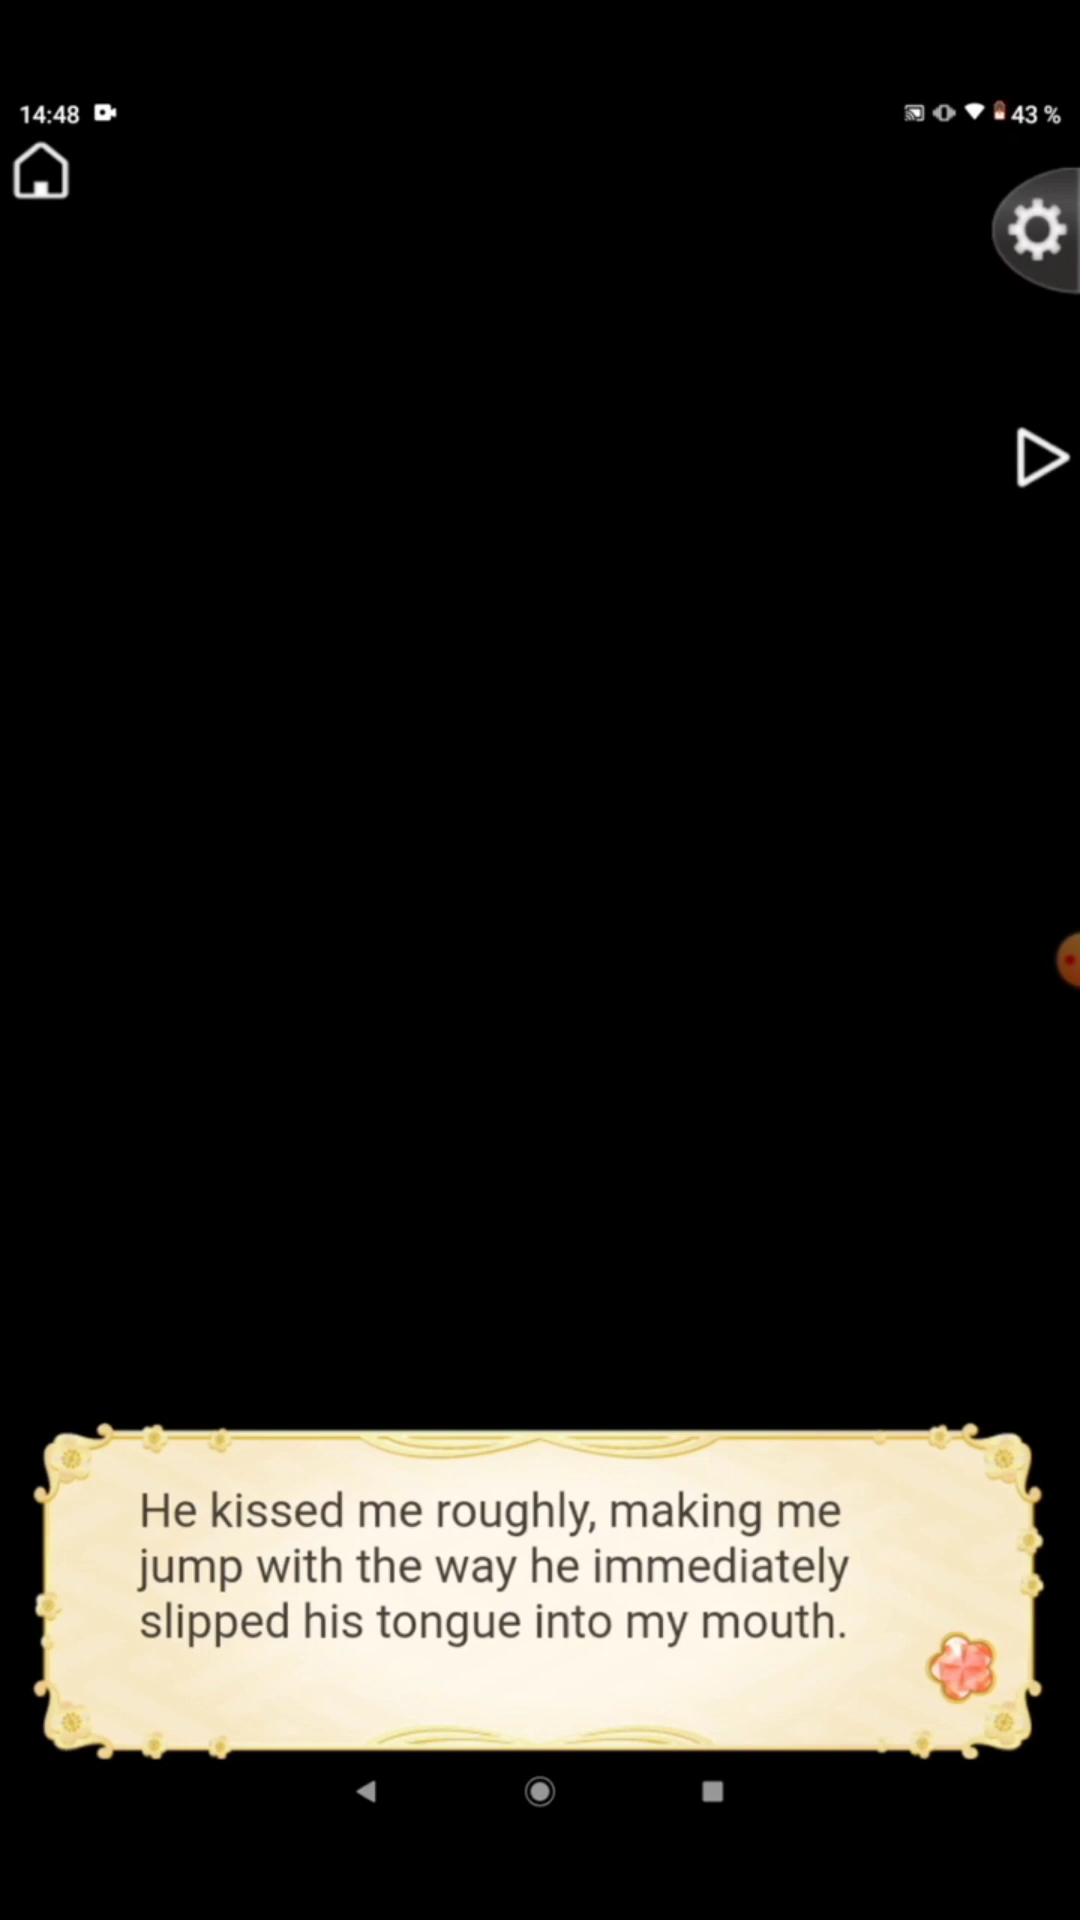 14:48
43 %
He kissed me roughly, making me
jump with the way he immediately
slipped his tongue into my mouth.